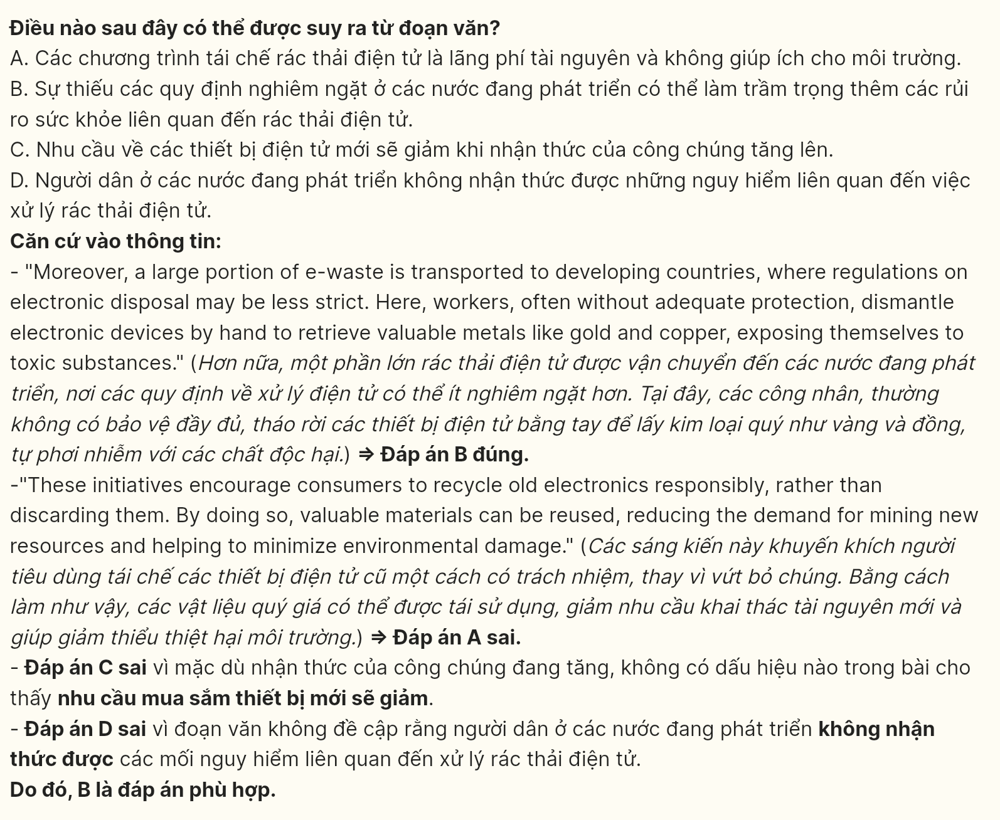 Điều nào sau đây có thể được suy ra từ đoạn văn?
A. Các chương trình tái chế rác thải điện tử là lãng phí tài nguyên và không giúp ích cho môi trường.
B. Sự thiếu các quy định nghiêm ngặt ở các nước đang phát triển có thể làm trầm trọng thêm các rủi
ro sức khỏe liên quan đến rác thải điện tử.
C. Nhu cầu về các thiết bị điện tử mới sẽ giảm khi nhận thức của công chúng tăng lên.
D. Người dân ở các nước đang phát triển không nhận thức được những nguy hiểm liên quan đến việc
xử lý rác thải điện tử.
Căn cứ vào thông tin:
- "Moreover, a large portion of e-waste is transported to developing countries, where regulations on
electronic disposal may be less strict. Here, workers, often without adequate protection, dismantle
electronic devices by hand to retrieve valuable metals like gold and copper, exposing themselves to
toxic substances." (Hơn nữa, một phần lớn rác thải điện tử được vận chuyển đến các nước đang phát
triển, nơi các quy định về xử lý điện tử có thể ít nghiêm ngặt hơn. Tại đây, các công nhân, thường
không có bảo vệ đầy đủ, tháo rời các thiết bị điện tử bằng tay để lấy kim loại quý như vàng và đồng,
tự phơi nhiễm với các chất độc hại.) ⇒ Đáp án B đúng.
-"These initiatives encourage consumers to recycle old electronics responsibly, rather than
discarding them. By doing so, valuable materials can be reused, reducing the demand for mining new
resources and helping to minimize environmental damage." (Các sáng kiến này khuyến khích người
tiêu dùng tái chế các thiết bị điện tử cũ một cách có trách nhiệm, thay vì vứt bỏ chúng. Bằng cách
làm như vậy, các vật liệu quý giá có thể được tái sử dụng, giảm nhu cầu khai thác tài nguyên mới và
giúp giảm thiểu thiệt hại môi trường.) ⇒ Đáp án A sai.
- Đáp án C sai vì mặc dù nhận thức của công chúng đang tăng, không có dấu hiệu nào trong bài cho
thấy nhu cầu mua sắm thiết bị mới sẽ giảm.
- Đáp án D sai vì đoạn văn không đề cập rằng người dân ở các nước đang phát triển không nhận
thức được các mối nguy hiểm liên quan đến xử lý rác thải điện tử.
Do đó, B là đáp án phù hợp.